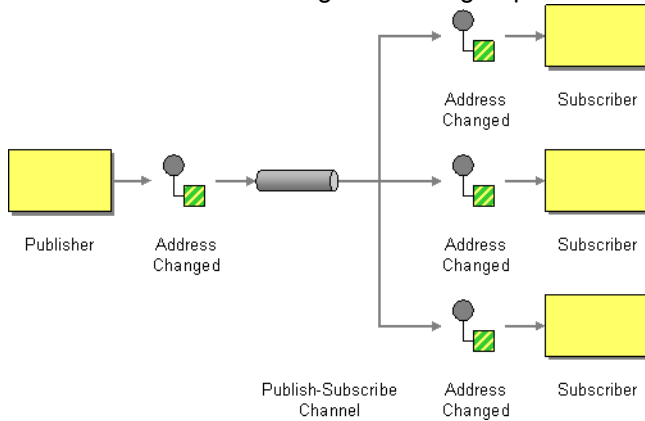 Address
Changed
Subscriber
Publisher
Address
Changed
Address
Changed
Subscriber
Publish-Subscribe
Channel
Address
Changed
Subscriber